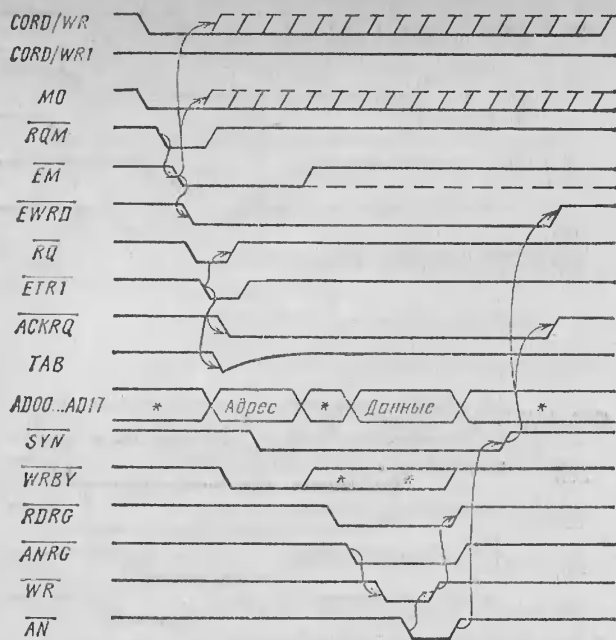 CORD/WR
CORD/WR1
MO
RQM
EM
EWRD
RQ
ETR1
ACKRQ
TAB
AD00...AD17 * Адрес * Данные *
SYN
WRBY * *
RDRG
ANRG
WR
AN